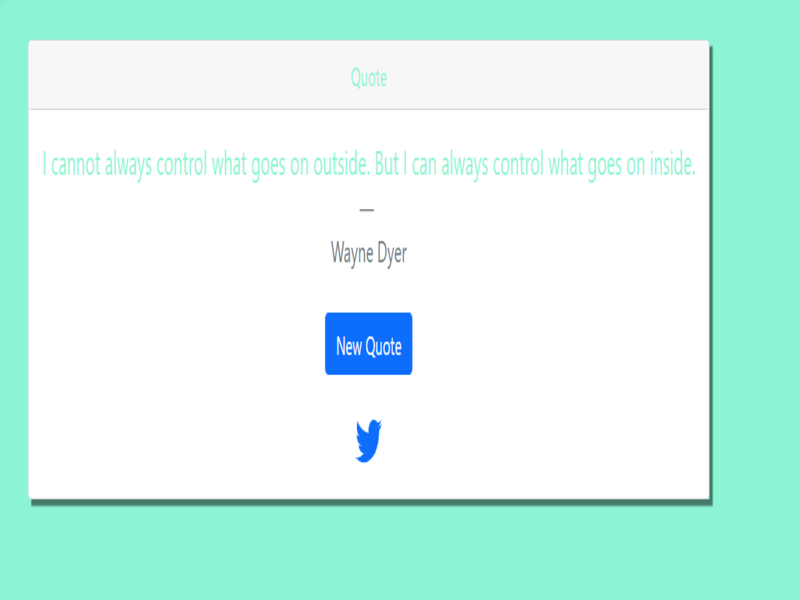 Quote
I cannot always control what goes on outside. But I can always control what goes on inside.
—
Wayne Dyer
New Quote